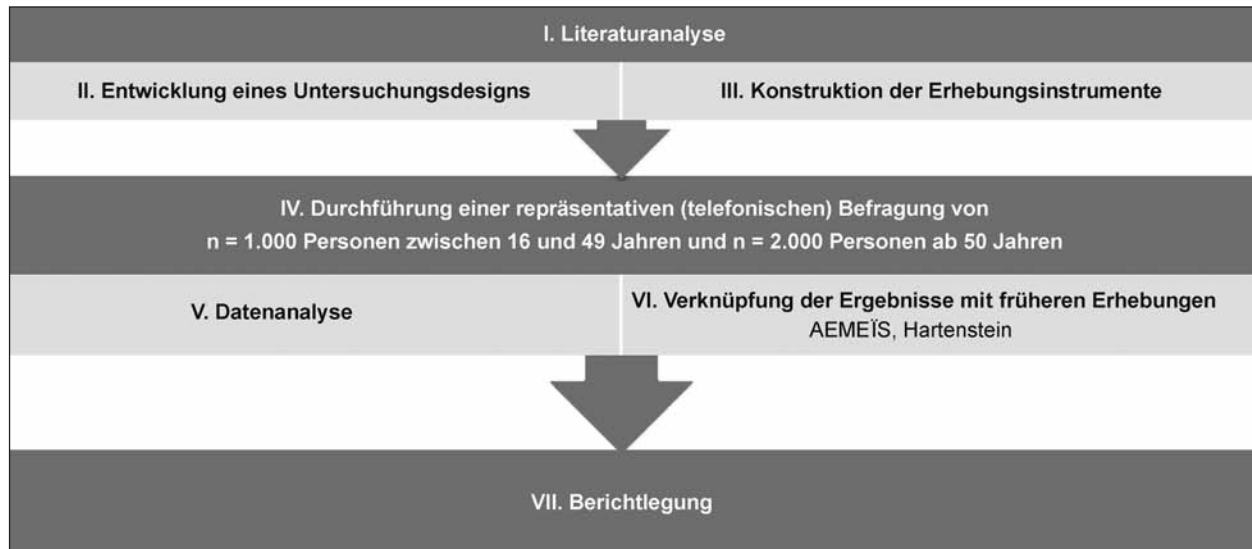 I. Literaturanalyse
II. Entwicklung eines Untersuchungsdesigns
III. Konstruktion der Erhebungsinstrumente
IV. Durchführung einer repräsentativen (telefonischen) Befragung von
n = 1.000 Personen zwischen 16 und 49 Jahren und n = 2.000 Personen ab 50 Jahren
V. Datenanalyse
VI. Verknüpfung der Ergebnisse mit früheren Erhebungen
AEMEÏS, Hartenstein
VII. Berichtlegung